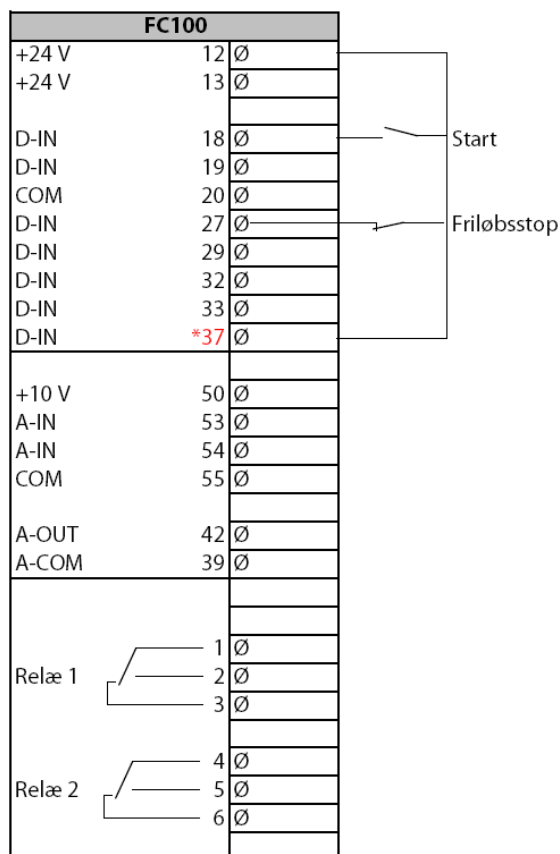 FC100
+24 V 12 Ø
+24 V 13 Ø
D-IN 18 Ø Start
D-IN 19 Ø
COM 20 Ø
D-IN 27 Ø Friløbsstop
D-IN 29 Ø
D-IN 32 Ø
D-IN 33 Ø
D-IN *37 Ø
+10 V 50 Ø
A-IN 53 Ø
A-IN 54 Ø
COM 55 Ø
A-OUT 42 Ø
A-COM 39 Ø
1 Ø
Relæ 1 2 Ø
3 Ø
4 Ø
Relæ 2 5 Ø
6 Ø